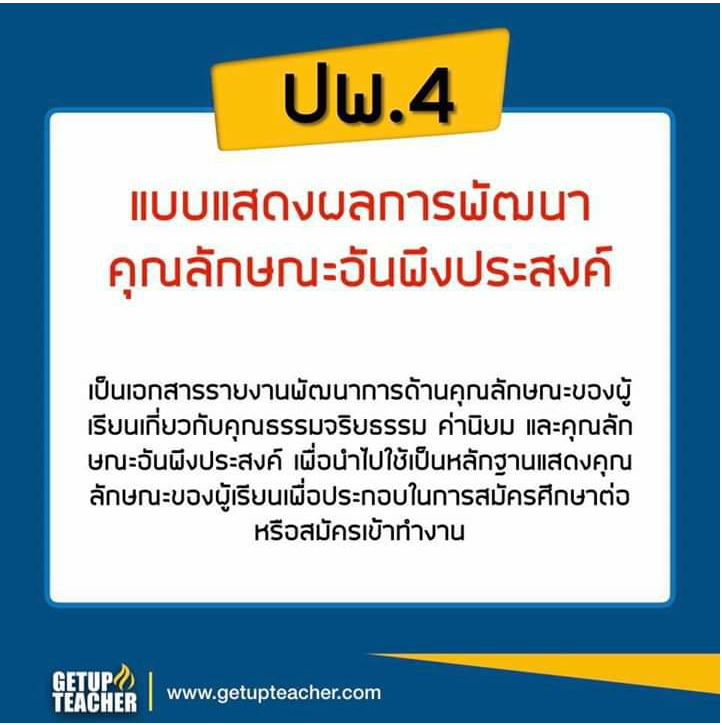 ปพ.4
แบบแสดงผลการพัฒนา
คุณลักษณะอันพึงประสงค์
เป็นเอกสารรายงานพัฒนาการด้านคุณลักษณะของผู้
เรียนเกี่ยวกับคุณธรรมจริยธรรม ค่านิยม และคุณลัก
ษณะอันพึงประสงค์ เพื่อนำไปใช้เป็นหลักฐานแสดงคุณ
ลักษณะของผู้เรียนเพื่อประกอบในการสมัครศึกษาต่อ
หรือสมัครเข้าทำงาน
GETUP
TEACHER
www.getupteacher.com